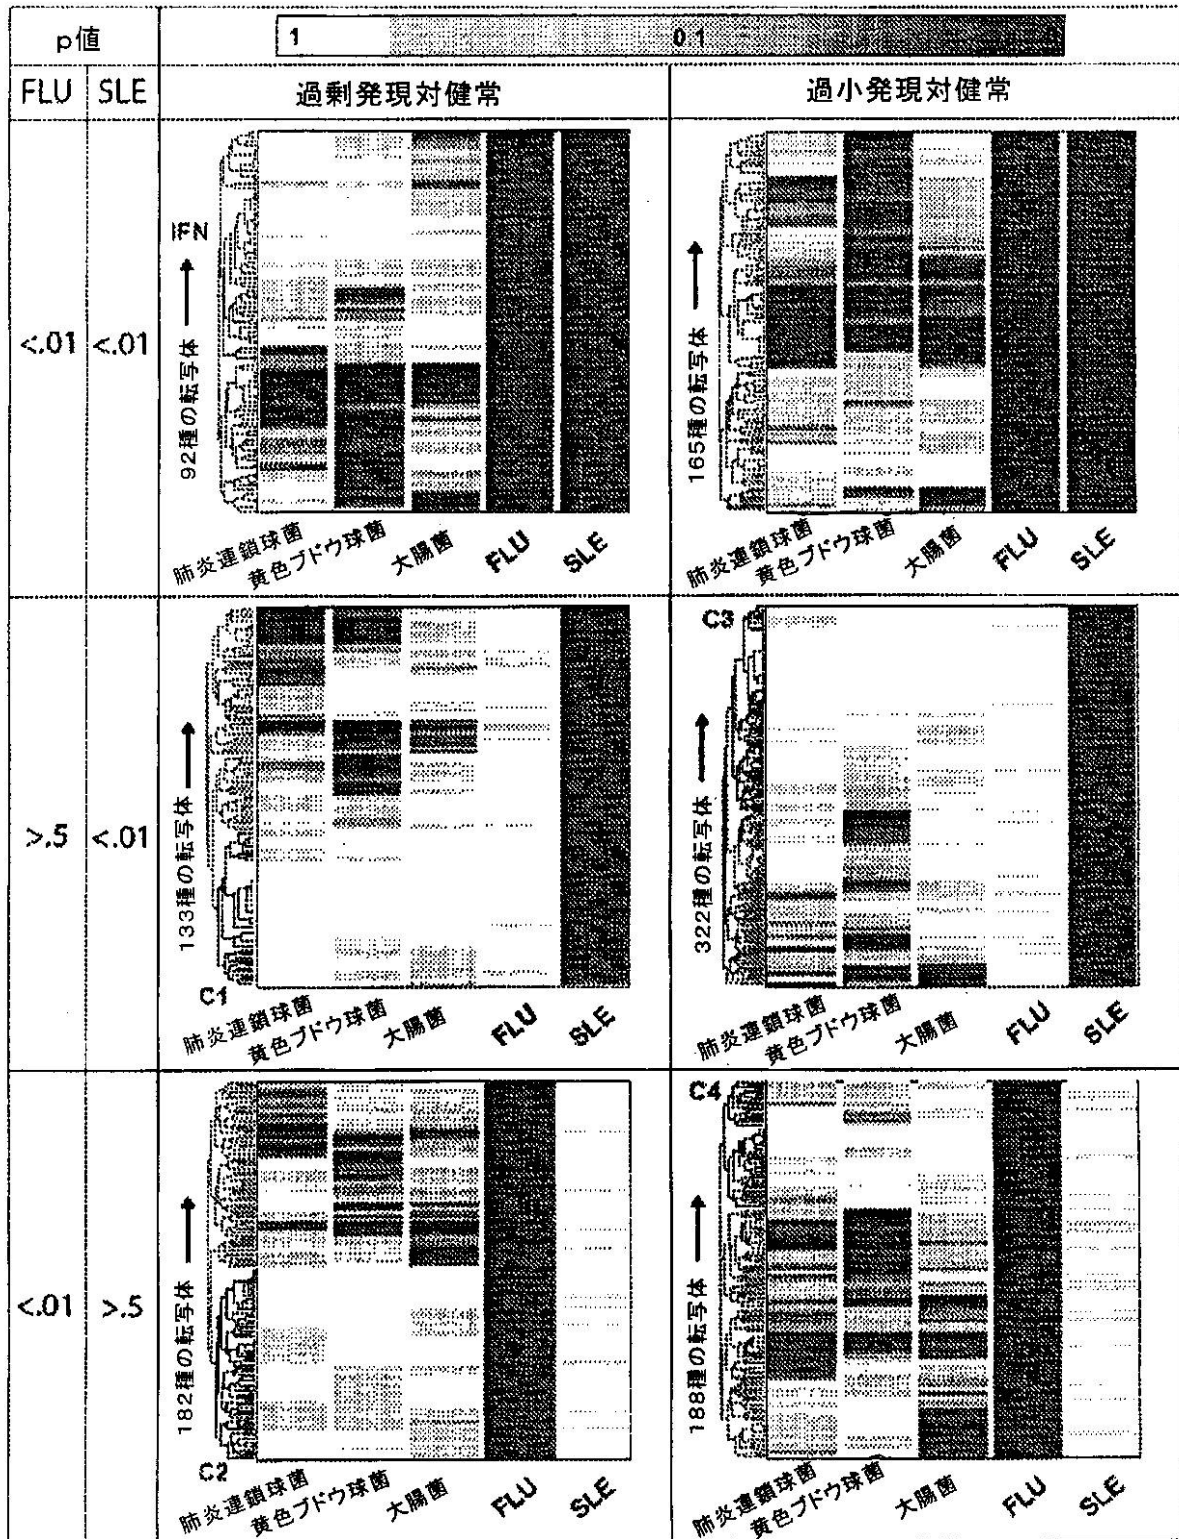 p値
1 0.1 0
FLU SLE 過剰発現対健常 過小発現対健常
<.01 <.01
IFN
92種の転写体
肺炎連鎖球菌 黄色ブドウ球菌 大腸菌 FLU SLE
165種の転写体
肺炎連鎖球菌 黄色ブドウ球菌 大腸菌 FLU SLE
>.5 <.01
133種の転写体
C1
肺炎連鎖球菌 黄色ブドウ球菌 大腸菌 FLU SLE
C3
322種の転写体
肺炎連鎖球菌 黄色ブドウ球菌 大腸菌 FLU SLE
<.01 >.5
182種の転写体
C2
肺炎連鎖球菌 黄色ブドウ球菌 大腸菌 FLU SLE
C4
188種の転写体
肺炎連鎖球菌 黄色ブドウ球菌 大腸菌 FLU SLE